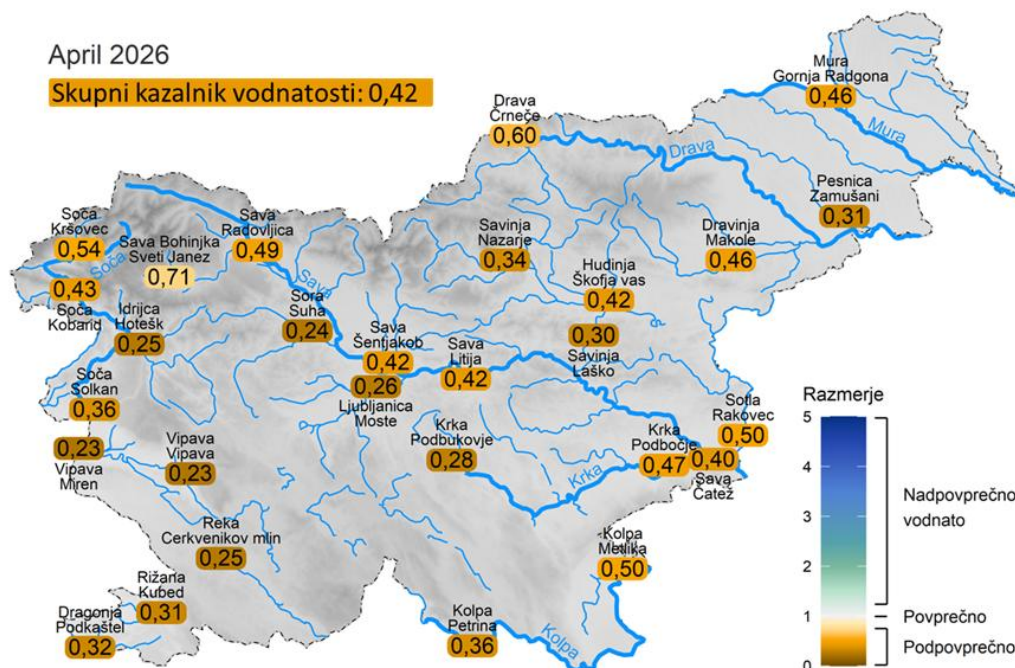 April 2026
Skupni kazalnik vodnatosti: 0,42
Mura
Gornja Radgona
0,46
Mura
Drava
Črneče
0,60
Drava
Pesnica
Zamušani
0,31
Soča
Kršovec
0,54
Soča
Sava Bohinjka
Sveti Janez
0,71
Sava
Radovljica
0,49
Sava
Savinja
Nazarje
0,34
Dravinja
Makole
0,46
Hudinja
Škofja vas
0,42
0,43
Soča
Kobarid
Idrijca
Hotešk
0,25
Sora
Suha
0,24
Sava
Šentjakob
0,42
Sava
Litija
0,42
0,30
Savinja
Laško
0,26
Ljubljanica
Moste
Soča
Solkan
0,36
0,23
Vipava
Miren
Vipava
Vipava
0,23
Krka
Podbukovje
0,28
Krka
Krka
Podbočje
0,47
0,40
Sava
Čatež
Sotla
Rakovec
0,50
Reka
Cerkvenikov mlin
0,25
Kolpa
Metlika
0,50
Rižana
Kubed
0,31
Dragonja
Podkaštel
0,32
Kolpa
Petrina
0,36
Kolpa
Razmerje
5
4
3
2
1
0
Nadpovprečno
vodnato
Povprečno
Podpovprečno